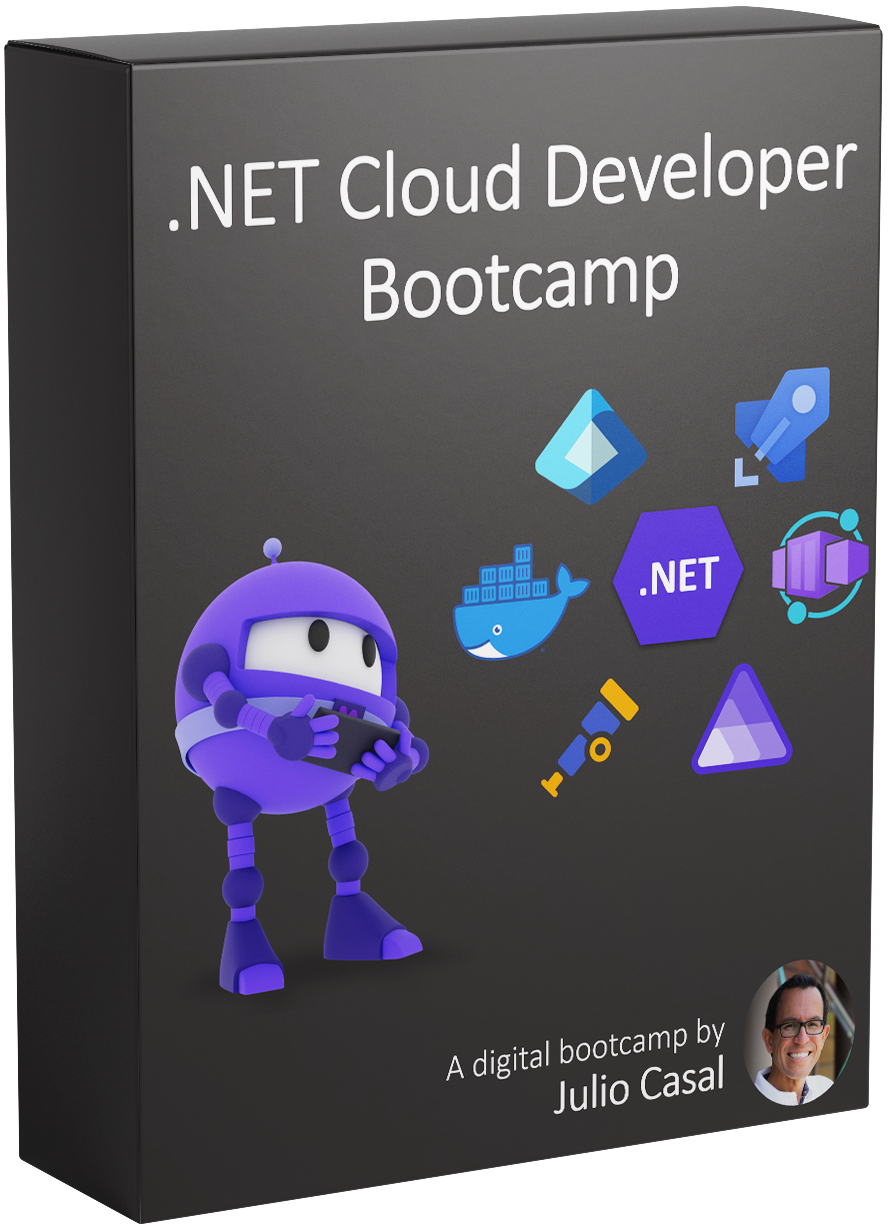 .NET Cloud Developer
Bootcamp
.NET
A digital bootcamp by
Julio Casal